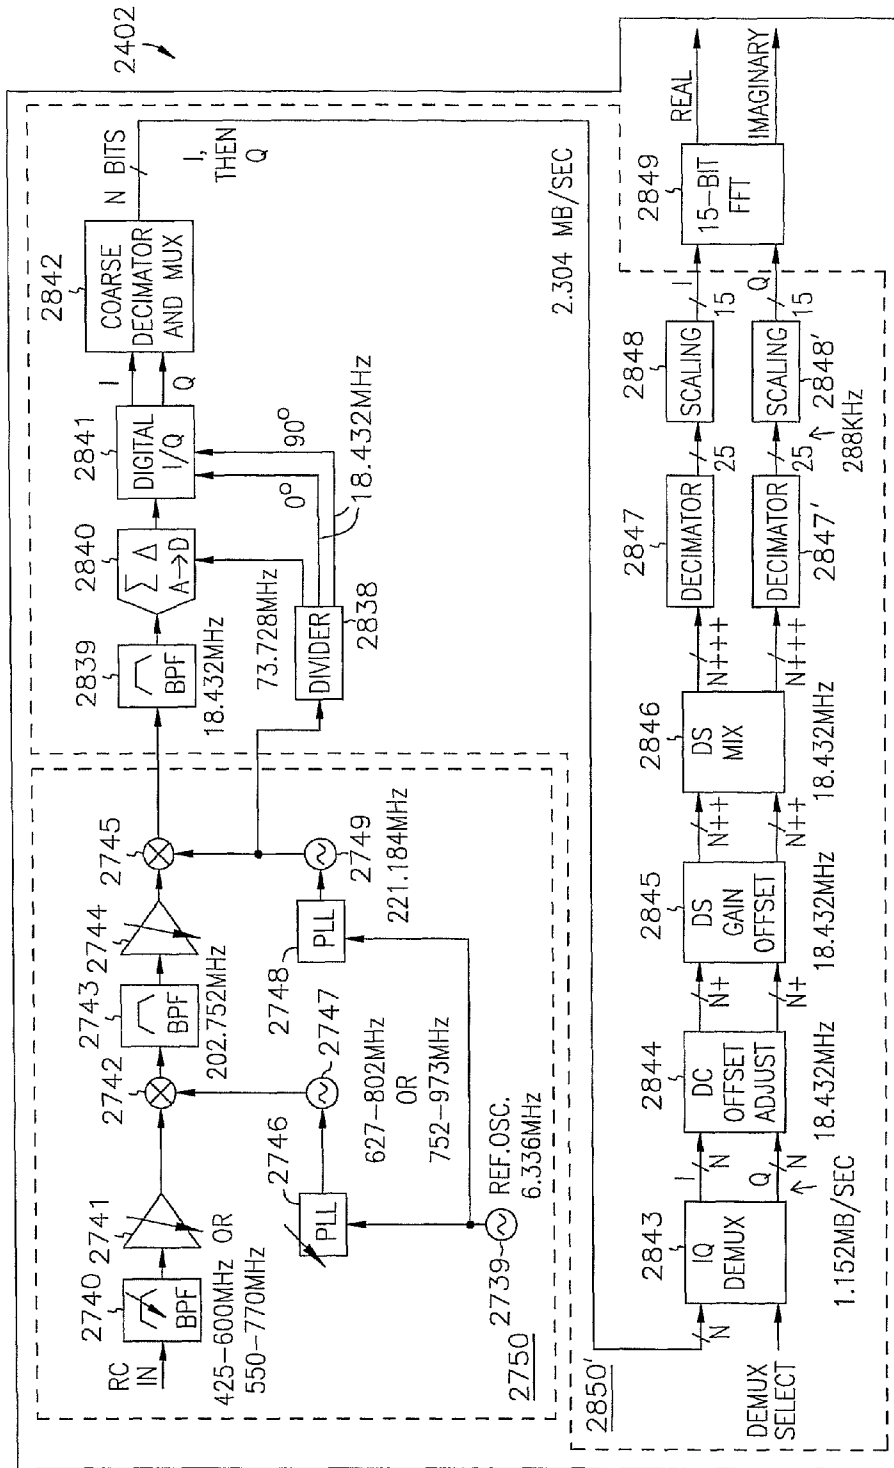 2402
RC
IN
2740
BPF
425–600MHz OR
550–770MHz
2741
2742
2743
BPF
202.752MHz
2744
2745
2746
PLL
2747
627–802MHz
OR
752–973MHz
2748
PLL
2749
221.184MHz
2739
REF.OSC.
6.336MHz
2750
2839
BPF
18.432MHz
2840
Σ Δ
A→D
2841
DIGITAL
I/Q
I
Q
2842
COARSE
DECIMATOR
AND MUX
N BITS
I,
THEN
Q
73.728MHz
DIVIDER
2838
0°
90°
18.432MHz
2.304 MB/SEC
2850'
N
DEMUX
SELECT
2843
IQ
DEMUX
I
N
Q
N
1.152MB/SEC
2844
DC
OFFSET
ADJUST
18.432MHz
N+
N+
2845
DS
GAIN
OFFSET
18.432MHz
N++
N++
2846
DS
MIX
18.432MHz
N+++
N+++
2847
DECIMATOR
DECIMATOR
2847'
25
25
288KHz
2848
SCALING
SCALING
2848'
I
15
Q
15
2849
15-BIT
FFT
REAL
IMAGINARY